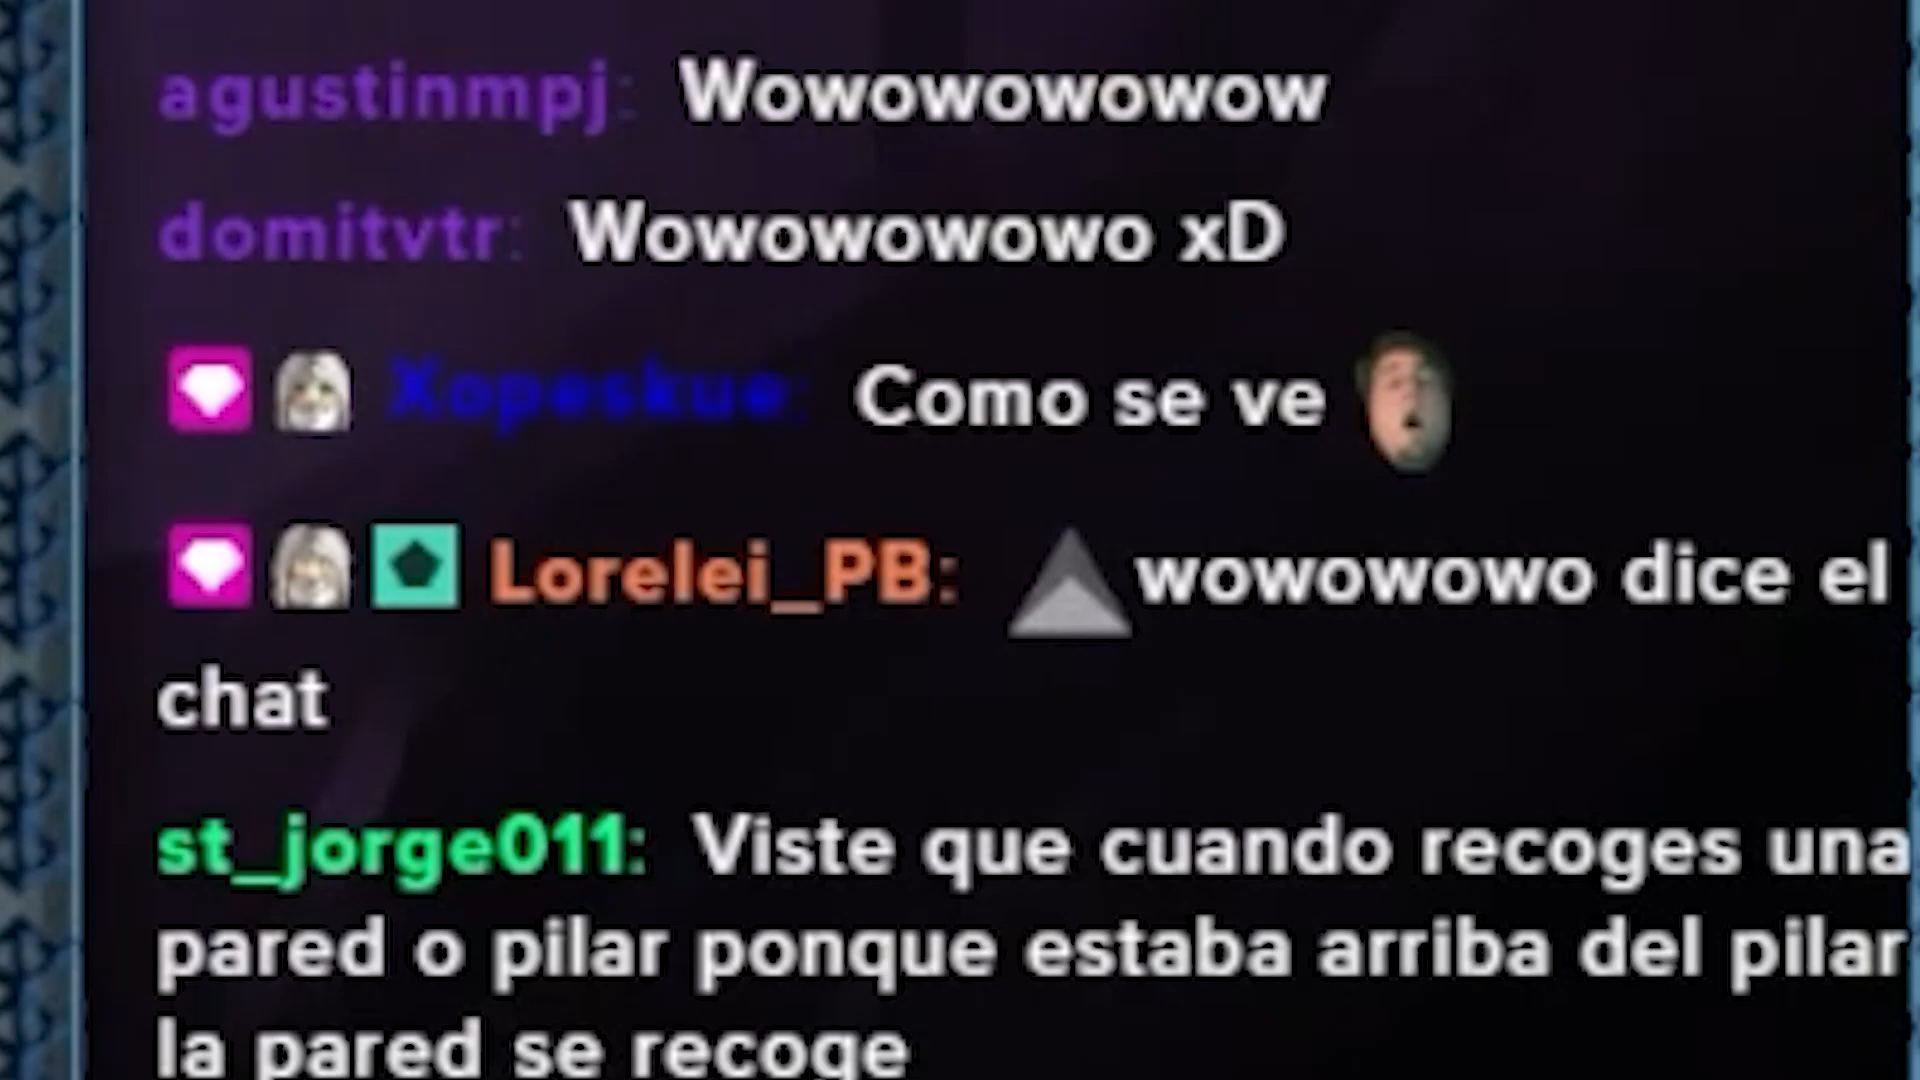 agustinmpj: Wowowowowow
domitvtr: Wowowowowo xD
Xopeskue: Como se ve
Lorelei_PB: wowowowo dice el
chat
st_jorge011: Viste que cuando recoges una
pared o pilar ponque estaba arriba del pilar
la pared se recoge